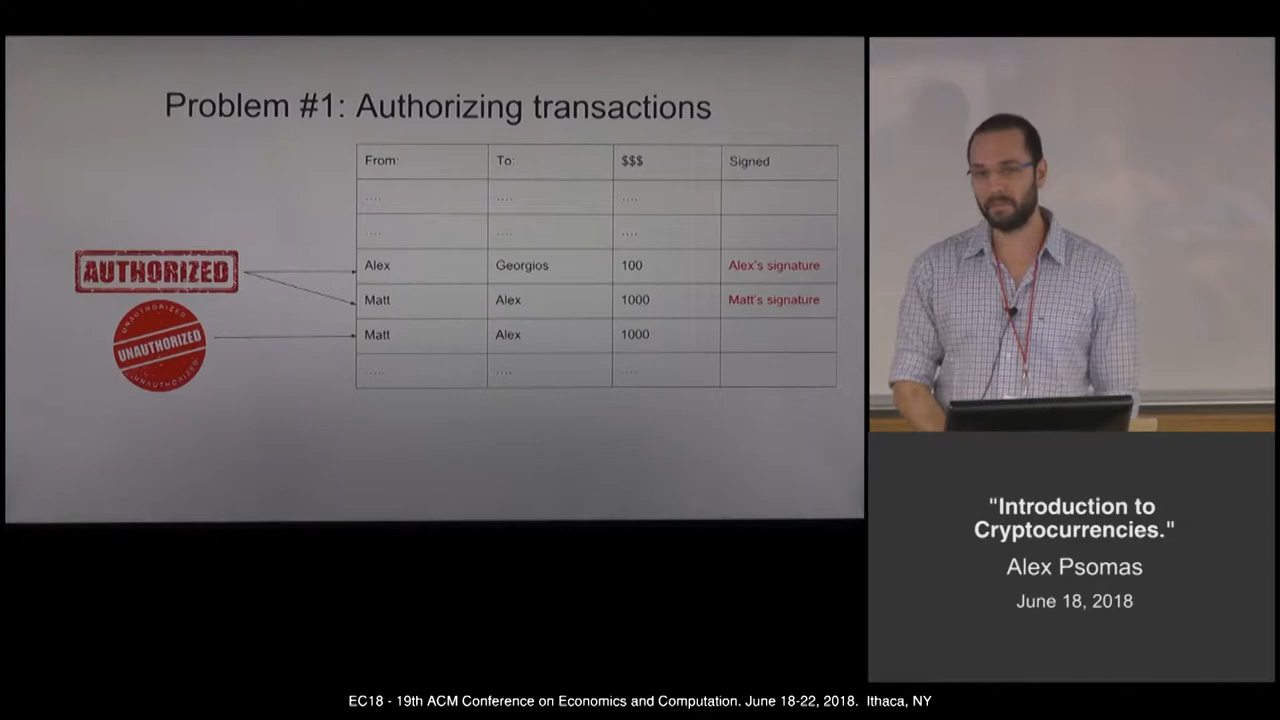 Problem #1: Authorizing transactions
From: To: $$$ Signed
.... .... ....
.... .... ....
AUTHORIZED
Alex Georgios 100 Alex's signature
Matt Alex 1000 Matt's signature
UNAUTHORIZED
UNAUTHORIZED
UNAUTHORIZED
Matt Alex 1000
..... .... .....
"Introduction to
Cryptocurrencies."
Alex Psomas
June 18, 2018
EC18 - 19th ACM Conference on Economics and Computation. June 18-22, 2018. Ithaca, NY